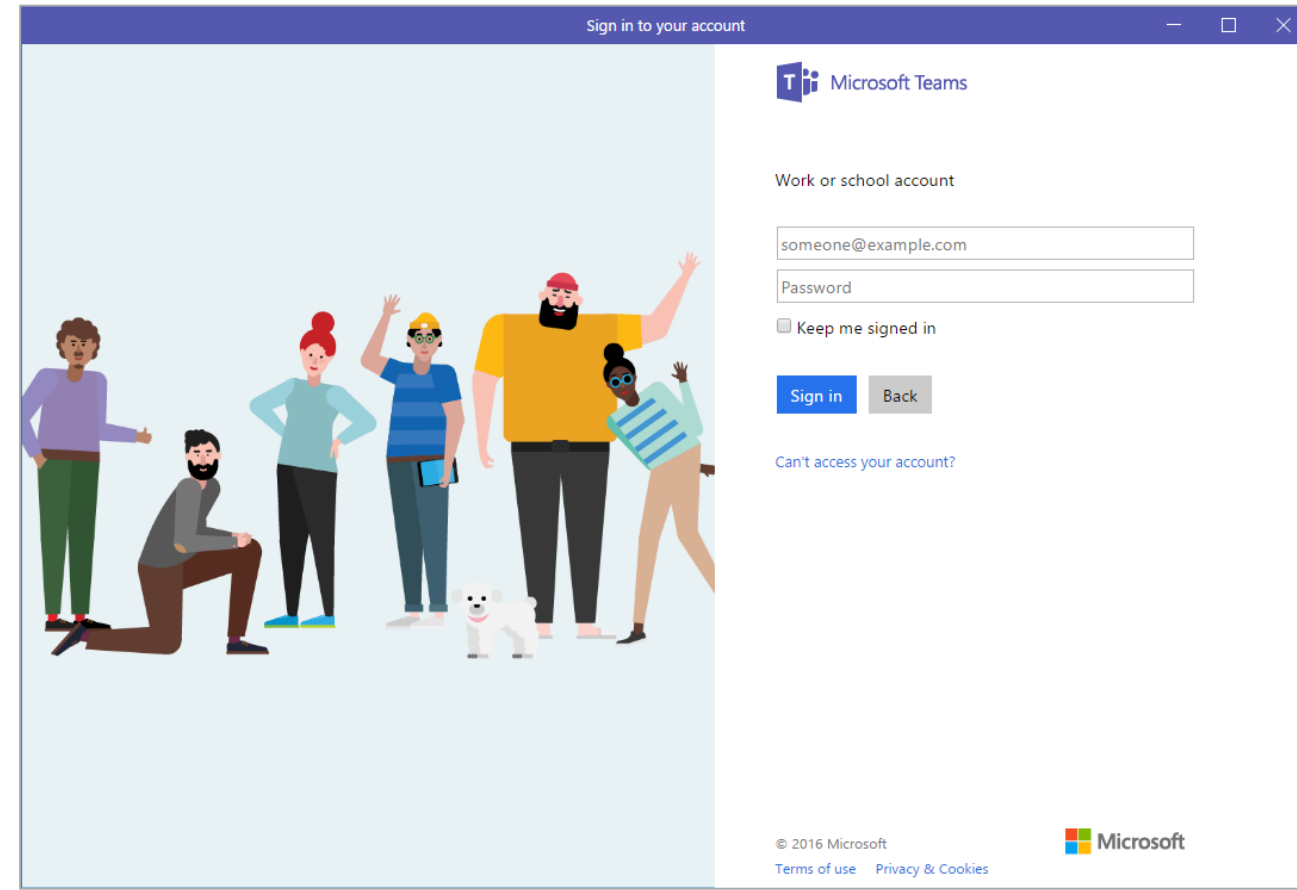 Sign in to your account
Microsoft Teams
Work or school account
someone@example.com
Password
Keep me signed in
Sign in Back
Can't access your account?
© 2016 Microsoft
Microsoft
Terms of use Privacy & Cookies